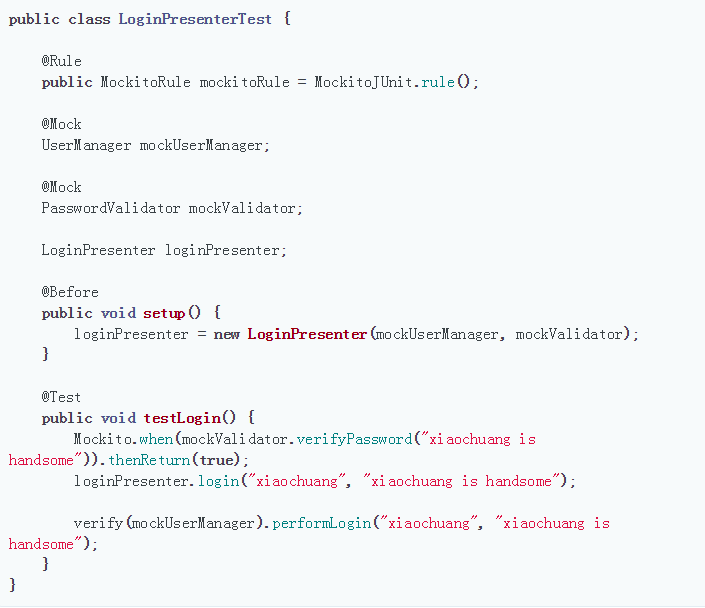 public class LoginPresenterTest {
@Rule
public MockitoRule mockitoRule = MockitoJUnit.rule();
@Mock
UserManager mockUserManager;
@Mock
PasswordValidator mockValidator;
LoginPresenter loginPresenter;
@Before
public void setup() {
loginPresenter = new LoginPresenter(mockUserManager, mockValidator);
}
@Test
public void testLogin() {
Mockito.when(mockValidator.verifyPassword("xiaochuang is
handsome")).thenReturn(true);
loginPresenter.login("xiaochuang", "xiaochuang is handsome");
verify(mockUserManager).performLogin("xiaochuang", "xiaochuang is
handsome");
}
}